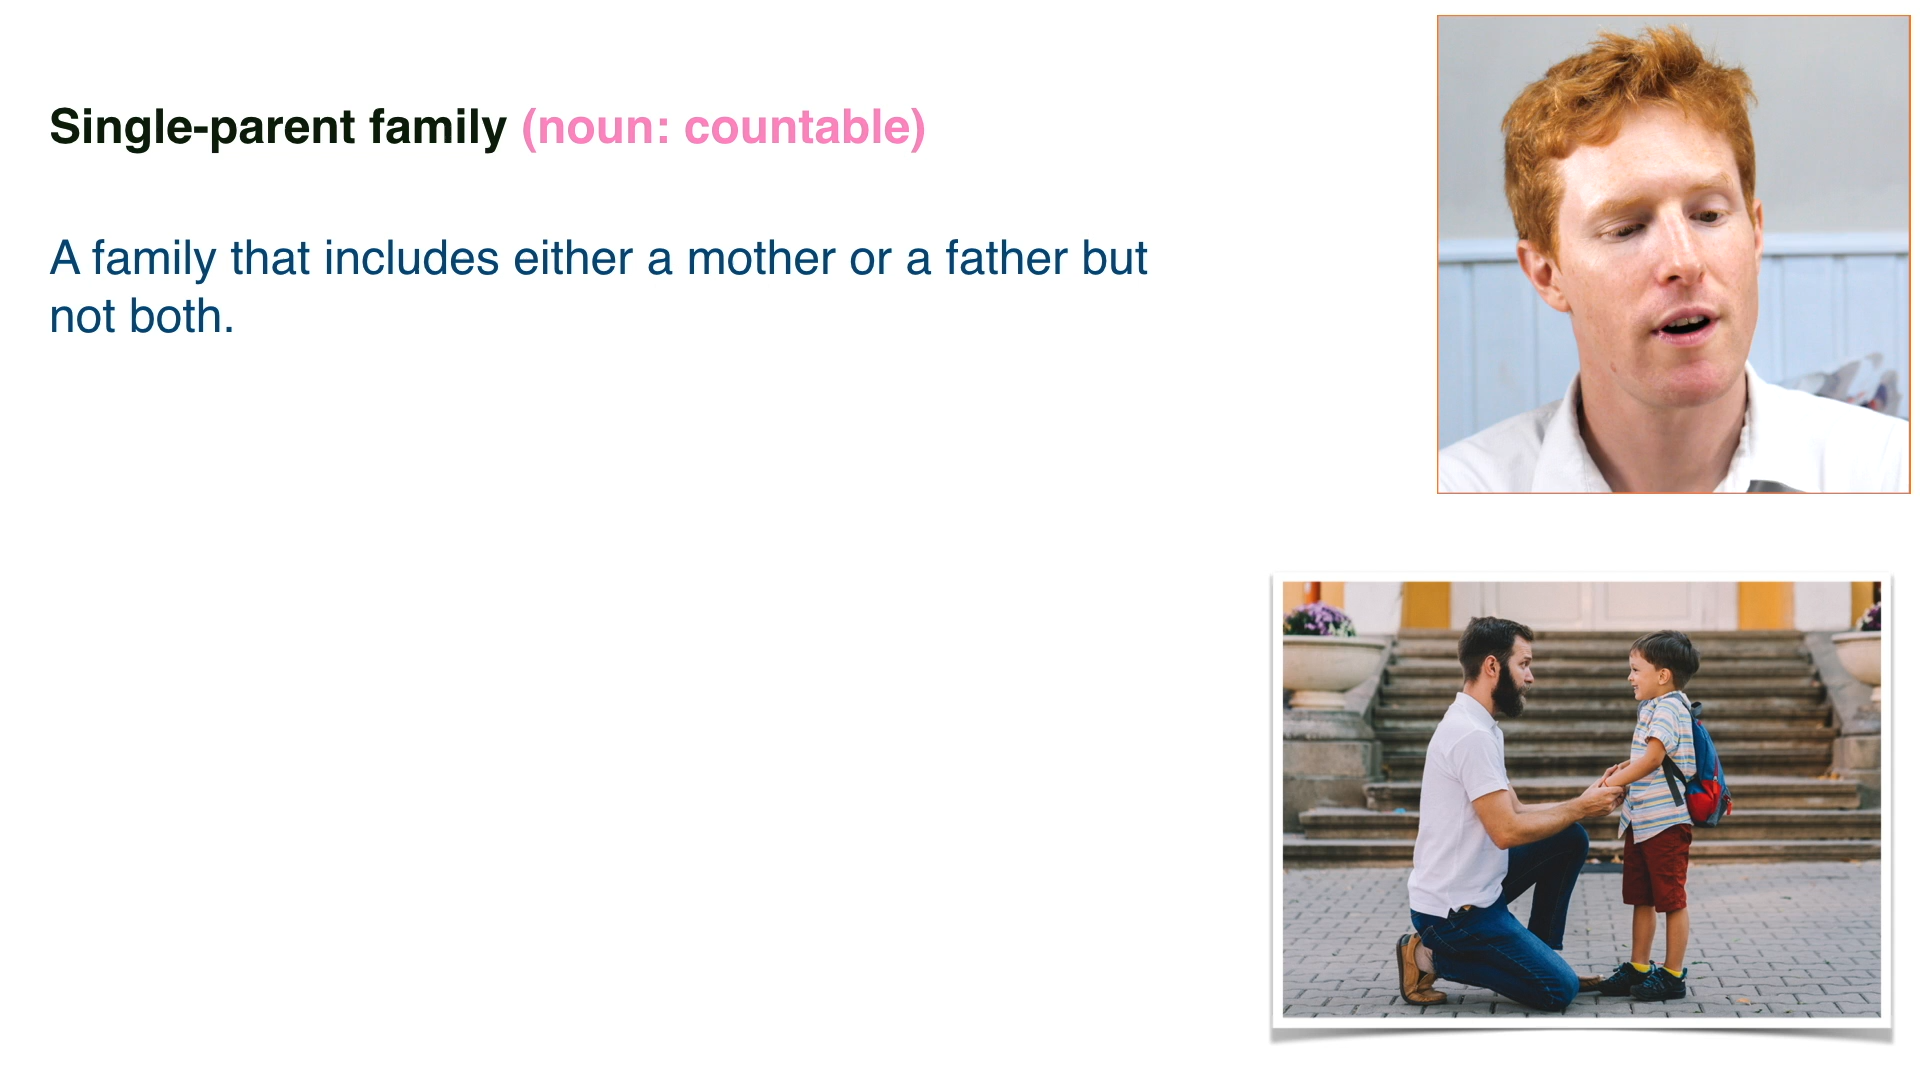 Single-parent family (noun: countable)
A family that includes either a mother or a father but
not both.